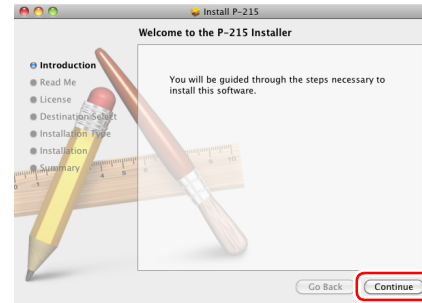 Install P-215
Welcome to the P-215 Installer
Introduction
Read Me
License
Destination Select
Installation Type
Installation
Summary
You will be guided through the steps necessary to
install this software.
Go Back
Continue